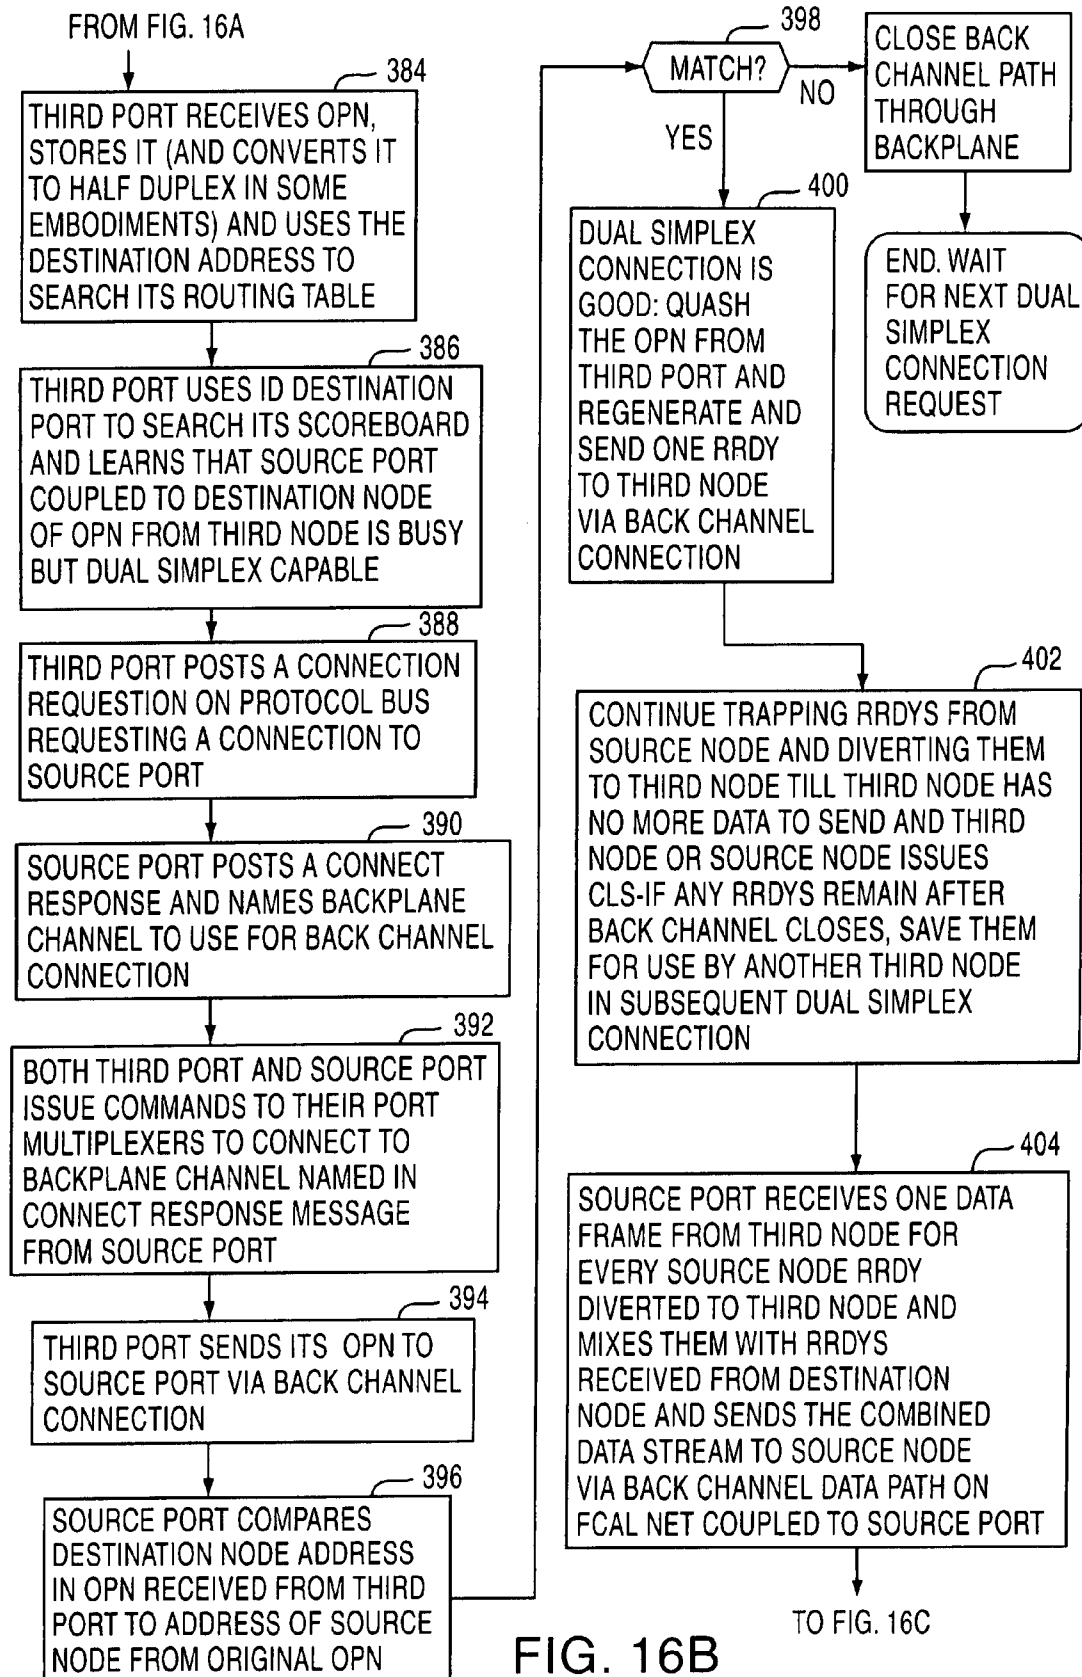 FROM FIG. 16A
384
THIRD PORT RECEIVES OPN,
STORES IT (AND CONVERTS IT
TO HALF DUPLEX IN SOME
EMBODIMENTS) AND USES THE
DESTINATION ADDRESS TO
SEARCH ITS ROUTING TABLE
386
THIRD PORT USES ID DESTINATION
PORT TO SEARCH ITS SCOREBOARD
AND LEARNS THAT SOURCE PORT
COUPLED TO DESTINATION NODE
OF OPN FROM THIRD NODE IS BUSY
BUT DUAL SIMPLEX CAPABLE
388
THIRD PORT POSTS A CONNECTION
REQUESTION ON PROTOCOL BUS
REQUESTING A CONNECTION TO
SOURCE PORT
390
SOURCE PORT POSTS A CONNECT
RESPONSE AND NAMES BACKPLANE
CHANNEL TO USE FOR BACK CHANNEL
CONNECTION
392
BOTH THIRD PORT AND SOURCE PORT
ISSUE COMMANDS TO THEIR PORT
MULTIPLEXERS TO CONNECT TO
BACKPLANE CHANNEL NAMED IN
CONNECT RESPONSE MESSAGE
FROM SOURCE PORT
394
THIRD PORT SENDS ITS OPN TO
SOURCE PORT VIA BACK CHANNEL
CONNECTION
396
SOURCE PORT COMPARES
DESTINATION NODE ADDRESS
IN OPN RECEIVED FROM THIRD
PORT TO ADDRESS OF SOURCE
NODE FROM ORIGINAL OPN
398
MATCH?
NO
YES
CLOSE BACK
CHANNEL PATH
THROUGH
BACKPLANE
END. WAIT
FOR NEXT DUAL
SIMPLEX
CONNECTION
REQUEST
400
DUAL SIMPLEX
CONNECTION IS
GOOD: QUASH
THE OPN FROM
THIRD PORT AND
REGENERATE AND
SEND ONE RRDY
TO THIRD NODE
VIA BACK CHANNEL
CONNECTION
402
CONTINUE TRAPPING RRDYS FROM
SOURCE NODE AND DIVERTING THEM
TO THIRD NODE TILL THIRD NODE HAS
NO MORE DATA TO SEND AND THIRD
NODE OR SOURCE NODE ISSUES
CLS-IF ANY RRDYS REMAIN AFTER
BACK CHANNEL CLOSES, SAVE THEM
FOR USE BY ANOTHER THIRD NODE
IN SUBSEQUENT DUAL SIMPLEX
CONNECTION
404
SOURCE PORT RECEIVES ONE DATA
FRAME FROM THIRD NODE FOR
EVERY SOURCE NODE RRDY
DIVERTED TO THIRD NODE AND
MIXES THEM WITH RRDYS
RECEIVED FROM DESTINATION
NODE AND SENDS THE COMBINED
DATA STREAM TO SOURCE NODE
VIA BACK CHANNEL DATA PATH ON
FCAL NET COUPLED TO SOURCE PORT
TO FIG. 16C
FIG. 16B